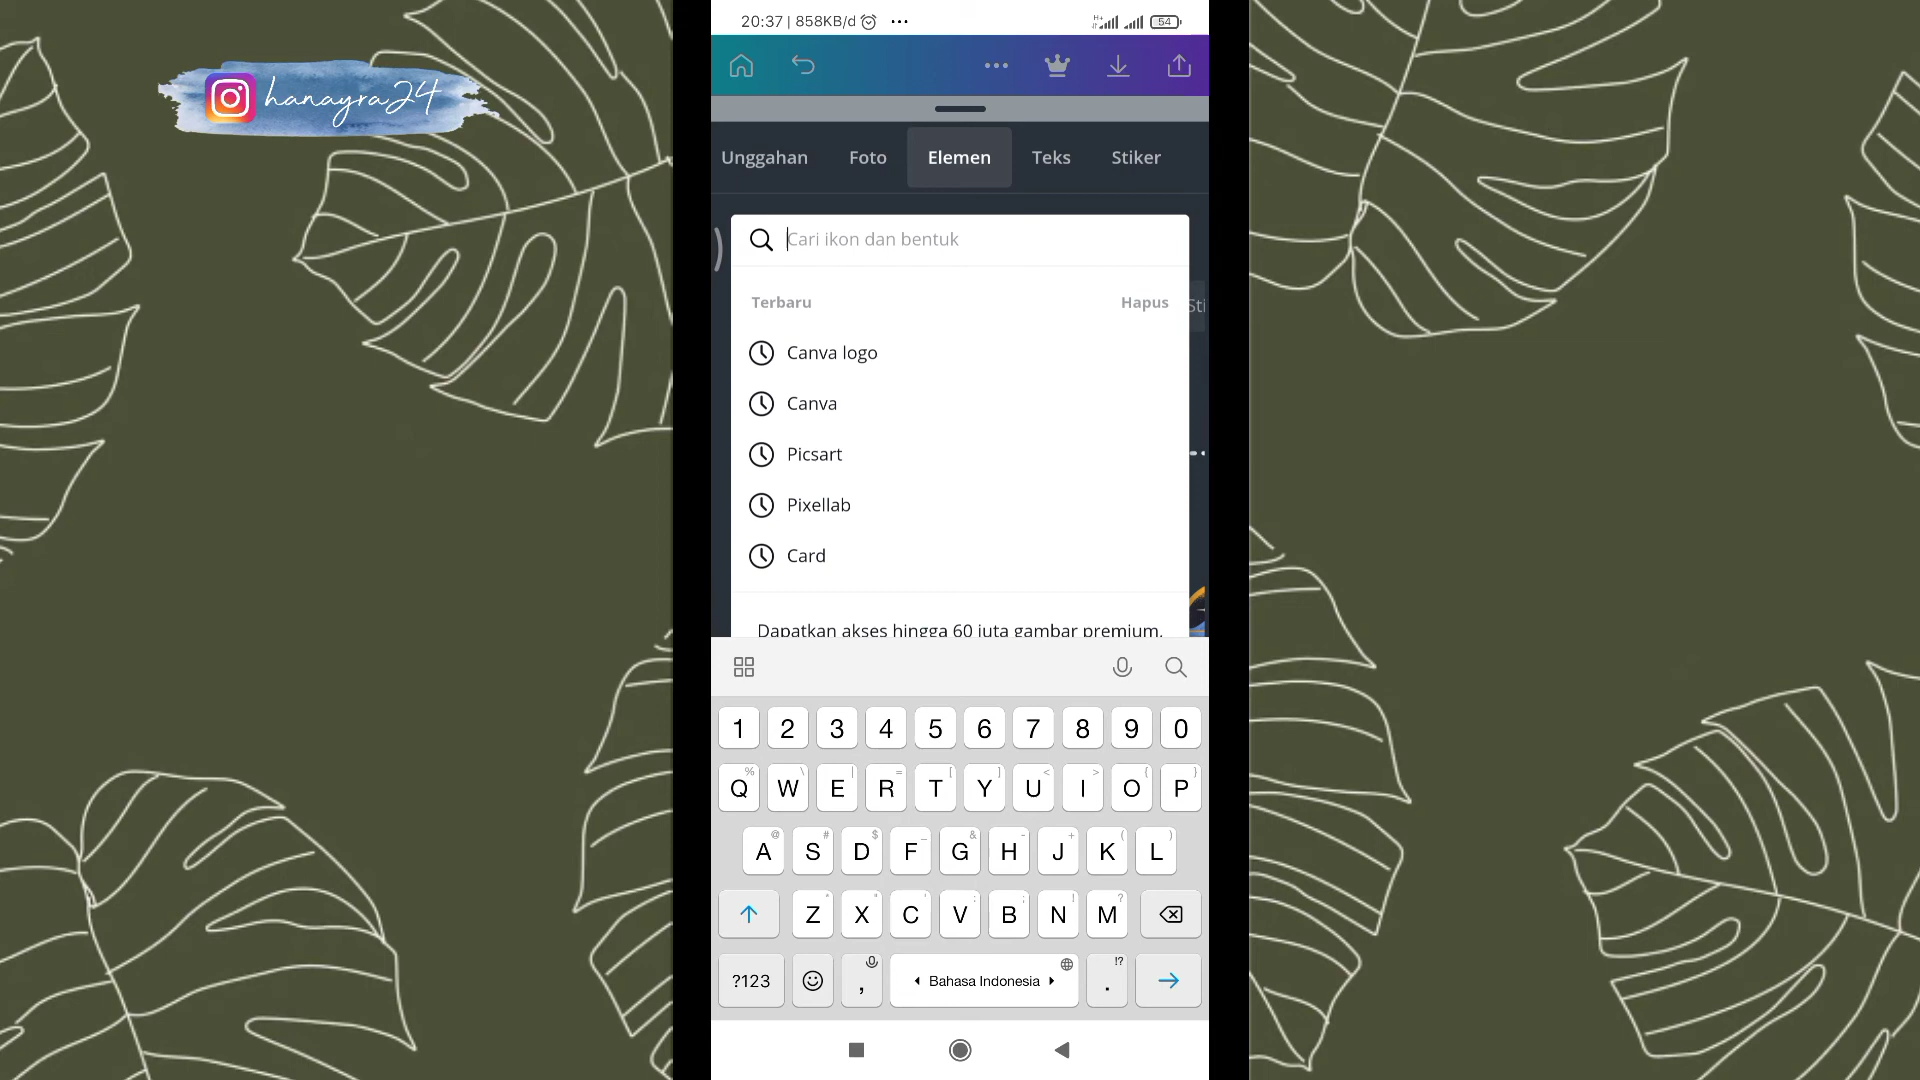 20:37 | 858KB/d ... H+ 54
hanayra24
Unggahan Foto Elemen Teks Stiker
Cari ikon dan bentuk
Terbaru Hapus
Sti
Canva logo
Canva
Picsart
Pixellab
Card
Dapatkan akses hingga 60 juta gambar premium,
1 2 3 4 5 6 7 8 9 0
Q W E R T Y U I O P
A S D F G H J K L
Z X C V B N M
?123 , Bahasa Indonesia . !?